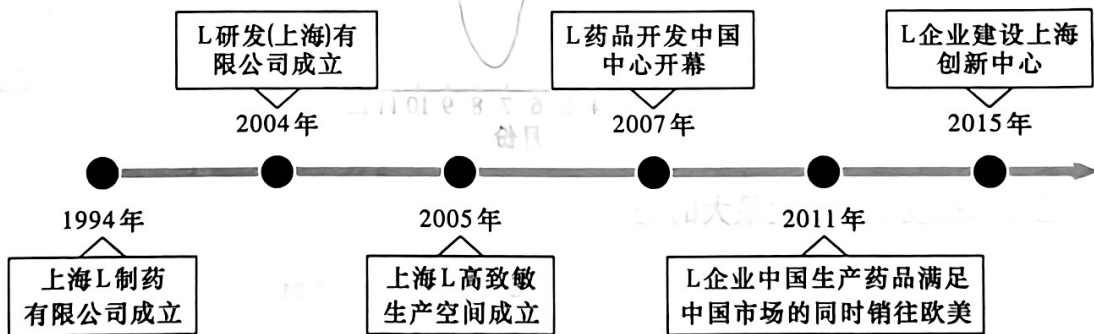 L研发(上海)有
限公司成立
L药品开发中国
中心开幕
L企业建设上海
创新中心
2004年
2007年
2015年
1994年
2005年
2011年
上海L制药
有限公司成立
上海L高致敏
生产空间成立
L企业中国生产药品满足
中国市场的同时销往欧美